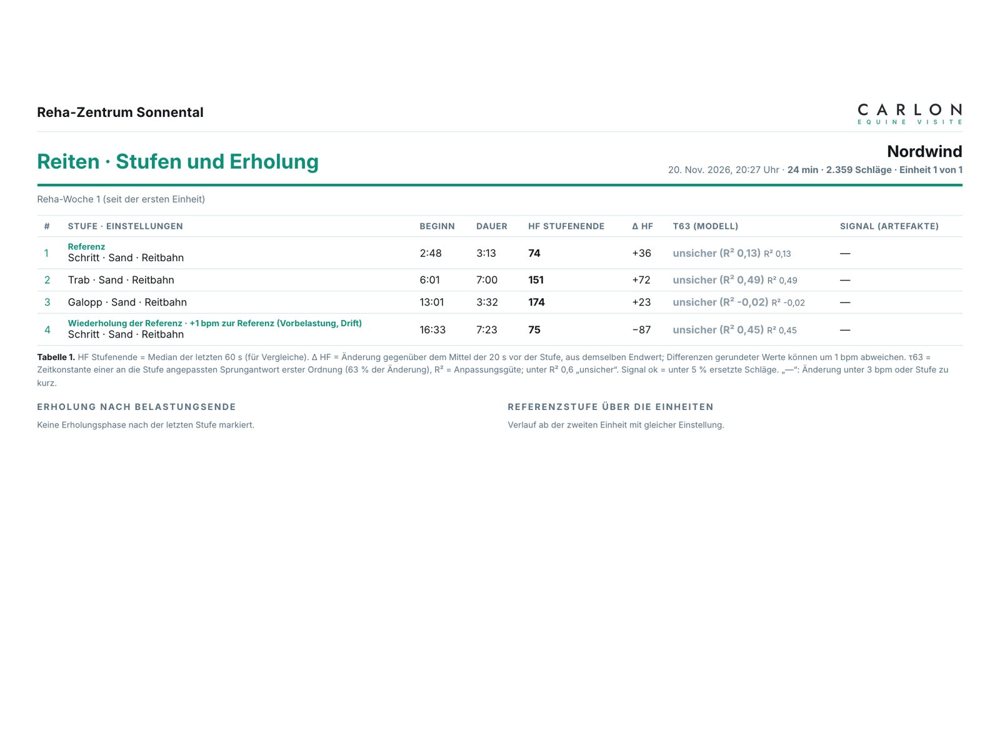 Reha-Zentrum Sonnental
CARLON
EQUINE VISITE
Reiten · Stufen und Erholung
Nordwind
20. Nov. 2026, 20:27 Uhr · 24 min · 2.359 Schläge · Einheit 1 von 1
Reha-Woche 1 (seit der ersten Einheit)
# STUFE · EINSTELLUNGEN BEGINN DAUER HF STUFENENDE Δ HF T63 (MODELL) SIGNAL (ARTEFAKTE)
Referenz
1 Schritt · Sand · Reitbahn 2:48 3:13 74 +36 unsicher (R² 0,13) R² 0,13 —
2 Trab · Sand · Reitbahn 6:01 7:00 151 +72 unsicher (R² 0,49) R² 0,49 —
3 Galopp · Sand · Reitbahn 13:01 3:32 174 +23 unsicher (R² -0,02) R² -0,02 —
Wiederholung der Referenz · +1 bpm zur Referenz (Vorbelastung, Drift)
4 Schritt · Sand · Reitbahn 16:33 7:23 75 −87 unsicher (R² 0,45) R² 0,45 —
Tabelle 1. HF Stufenende = Median der letzten 60 s (für Vergleiche). Δ HF = Änderung gegenüber dem Mittel der 20 s vor der Stufe, aus demselben Endwert; Differenzen gerundeter Werte können um 1 bpm abweichen. τ63 =
Zeitkonstante einer an die Stufe angepassten Sprungantwort erster Ordnung (63 % der Änderung), R² = Anpassungsgüte; unter R² 0,6 „unsicher“. Signal ok = unter 5 % ersetzte Schläge. „—“: Änderung unter 3 bpm oder Stufe zu
kurz.
ERHOLUNG NACH BELASTUNGSENDE
Keine Erholungsphase nach der letzten Stufe markiert.
REFERENZSTUFE ÜBER DIE EINHEITEN
Verlauf ab der zweiten Einheit mit gleicher Einstellung.